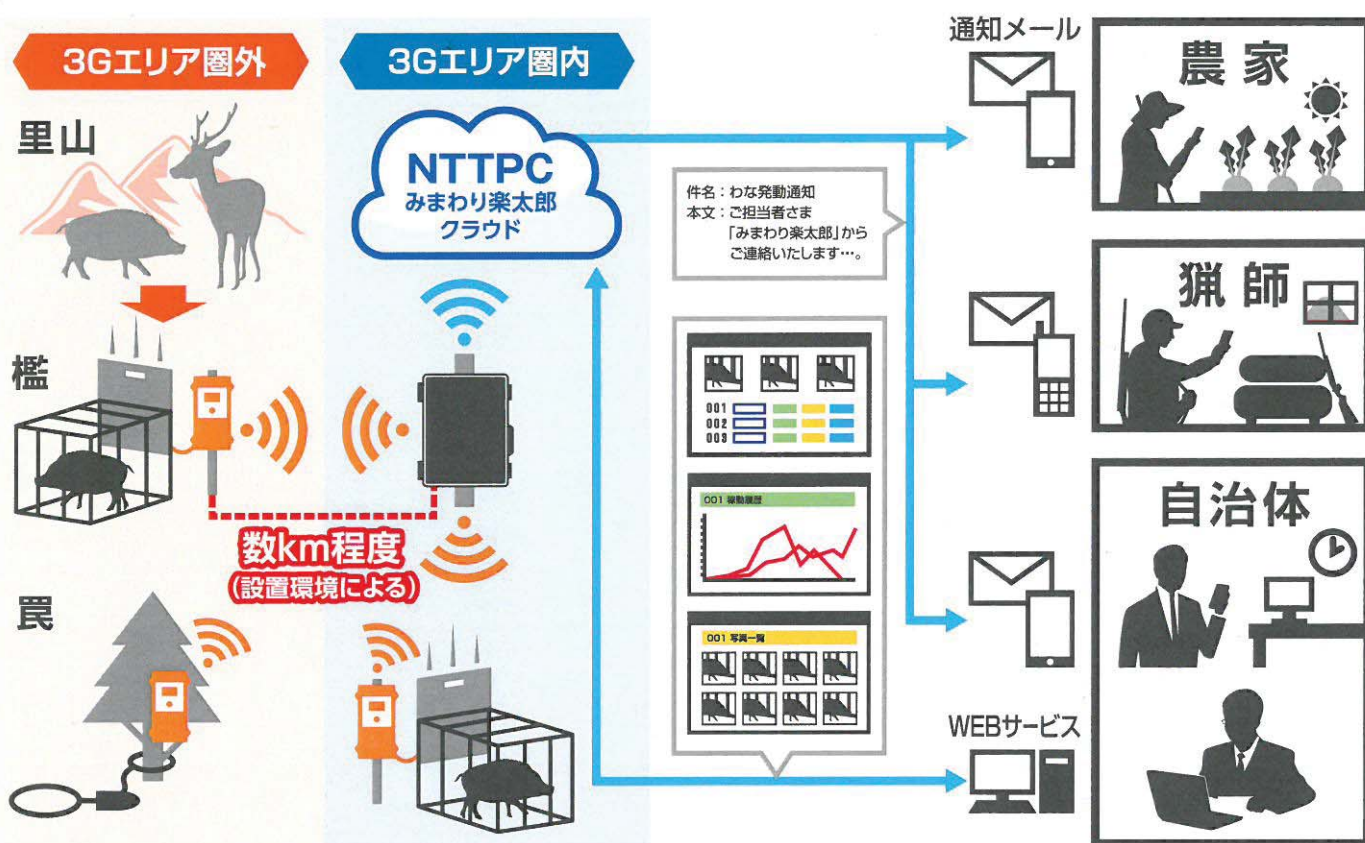 3Gエリア圏外
3Gエリア圏内
里山
檻
罠
NTTPC
みまわり楽太郎
クラウド
数km程度
(設置環境による)
件名：わな発動通知
本文：ご担当者さま
「みまわり楽太郎」から
ご連絡いたします…。
001
002
003
001 稼動履歴
001 写真一覧
通知メール
WEBサービス
農家
猟師
自治体